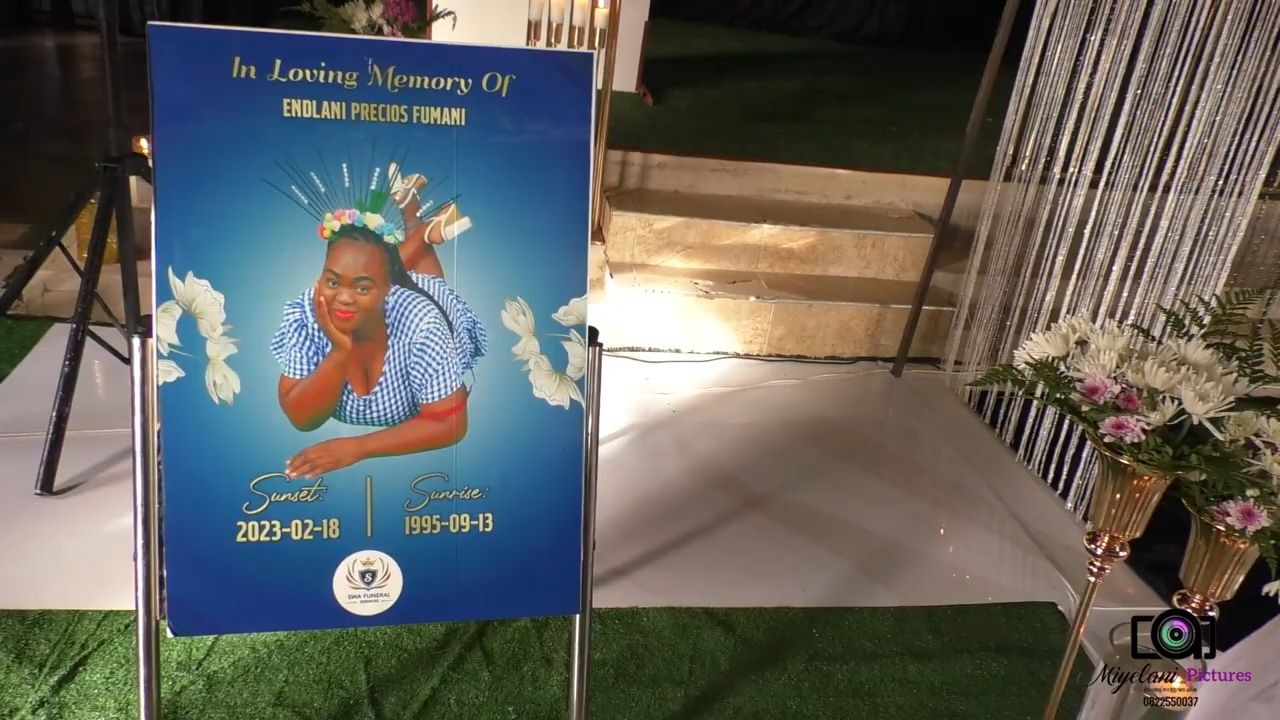 In Loving Memory Of
ENDLANI PRECIOS FUMANI
Sunset:
2023-02-18
Sunrise:
1995-09-13
S
SWA FUNERAL
SERVICES
Miyelani Pictures
0822550037